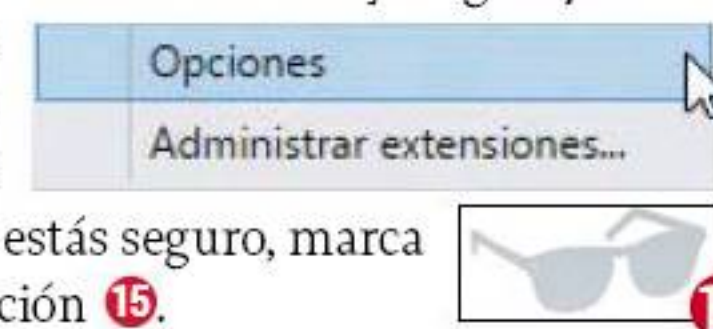 Opciones
Administrar extensiones...
estás seguro, marca
ción 15.